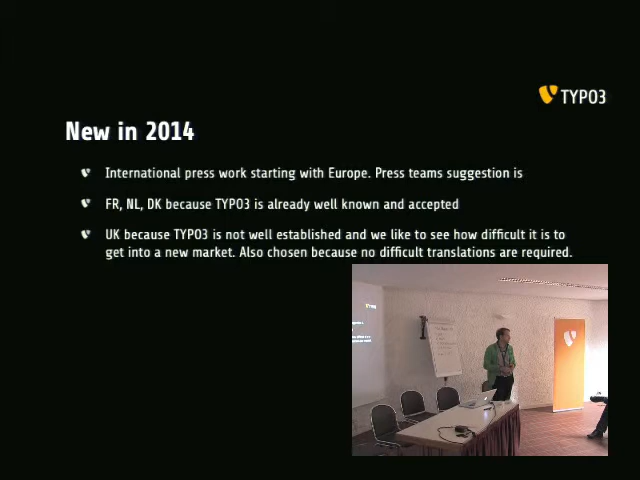 TYPO3
New in 2014
International press work starting with Europe. Press teams suggestion is
FR, NL, DK because TYPO3 is already well known and accepted
UK because TYPO3 is not well established and we like to see how difficult it is to
get into a new market. Also chosen because no difficult translations are required.